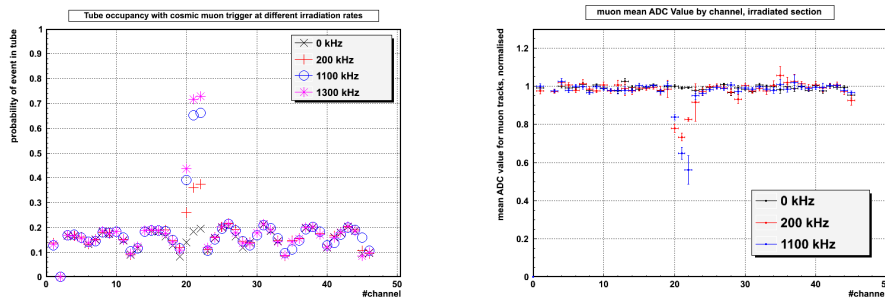 Tube occupancy with cosmic muon trigger at different irradiation rates
probability of event in tube
1
0.9
0.8
0.7
0.6
0.5
0.4
0.3
0.2
0.1
0
0 kHz
200 kHz
1100 kHz
1300 kHz
0 10 20 30 40 50
#channel
muon mean ADC Value by channel, irradiated section
mean ADC value for muon tracks, normalised
1.2
1
0.8
0.6
0.4
0.2
0
0 kHz
200 kHz
1100 kHz
0 10 20 30 40 50
#channel